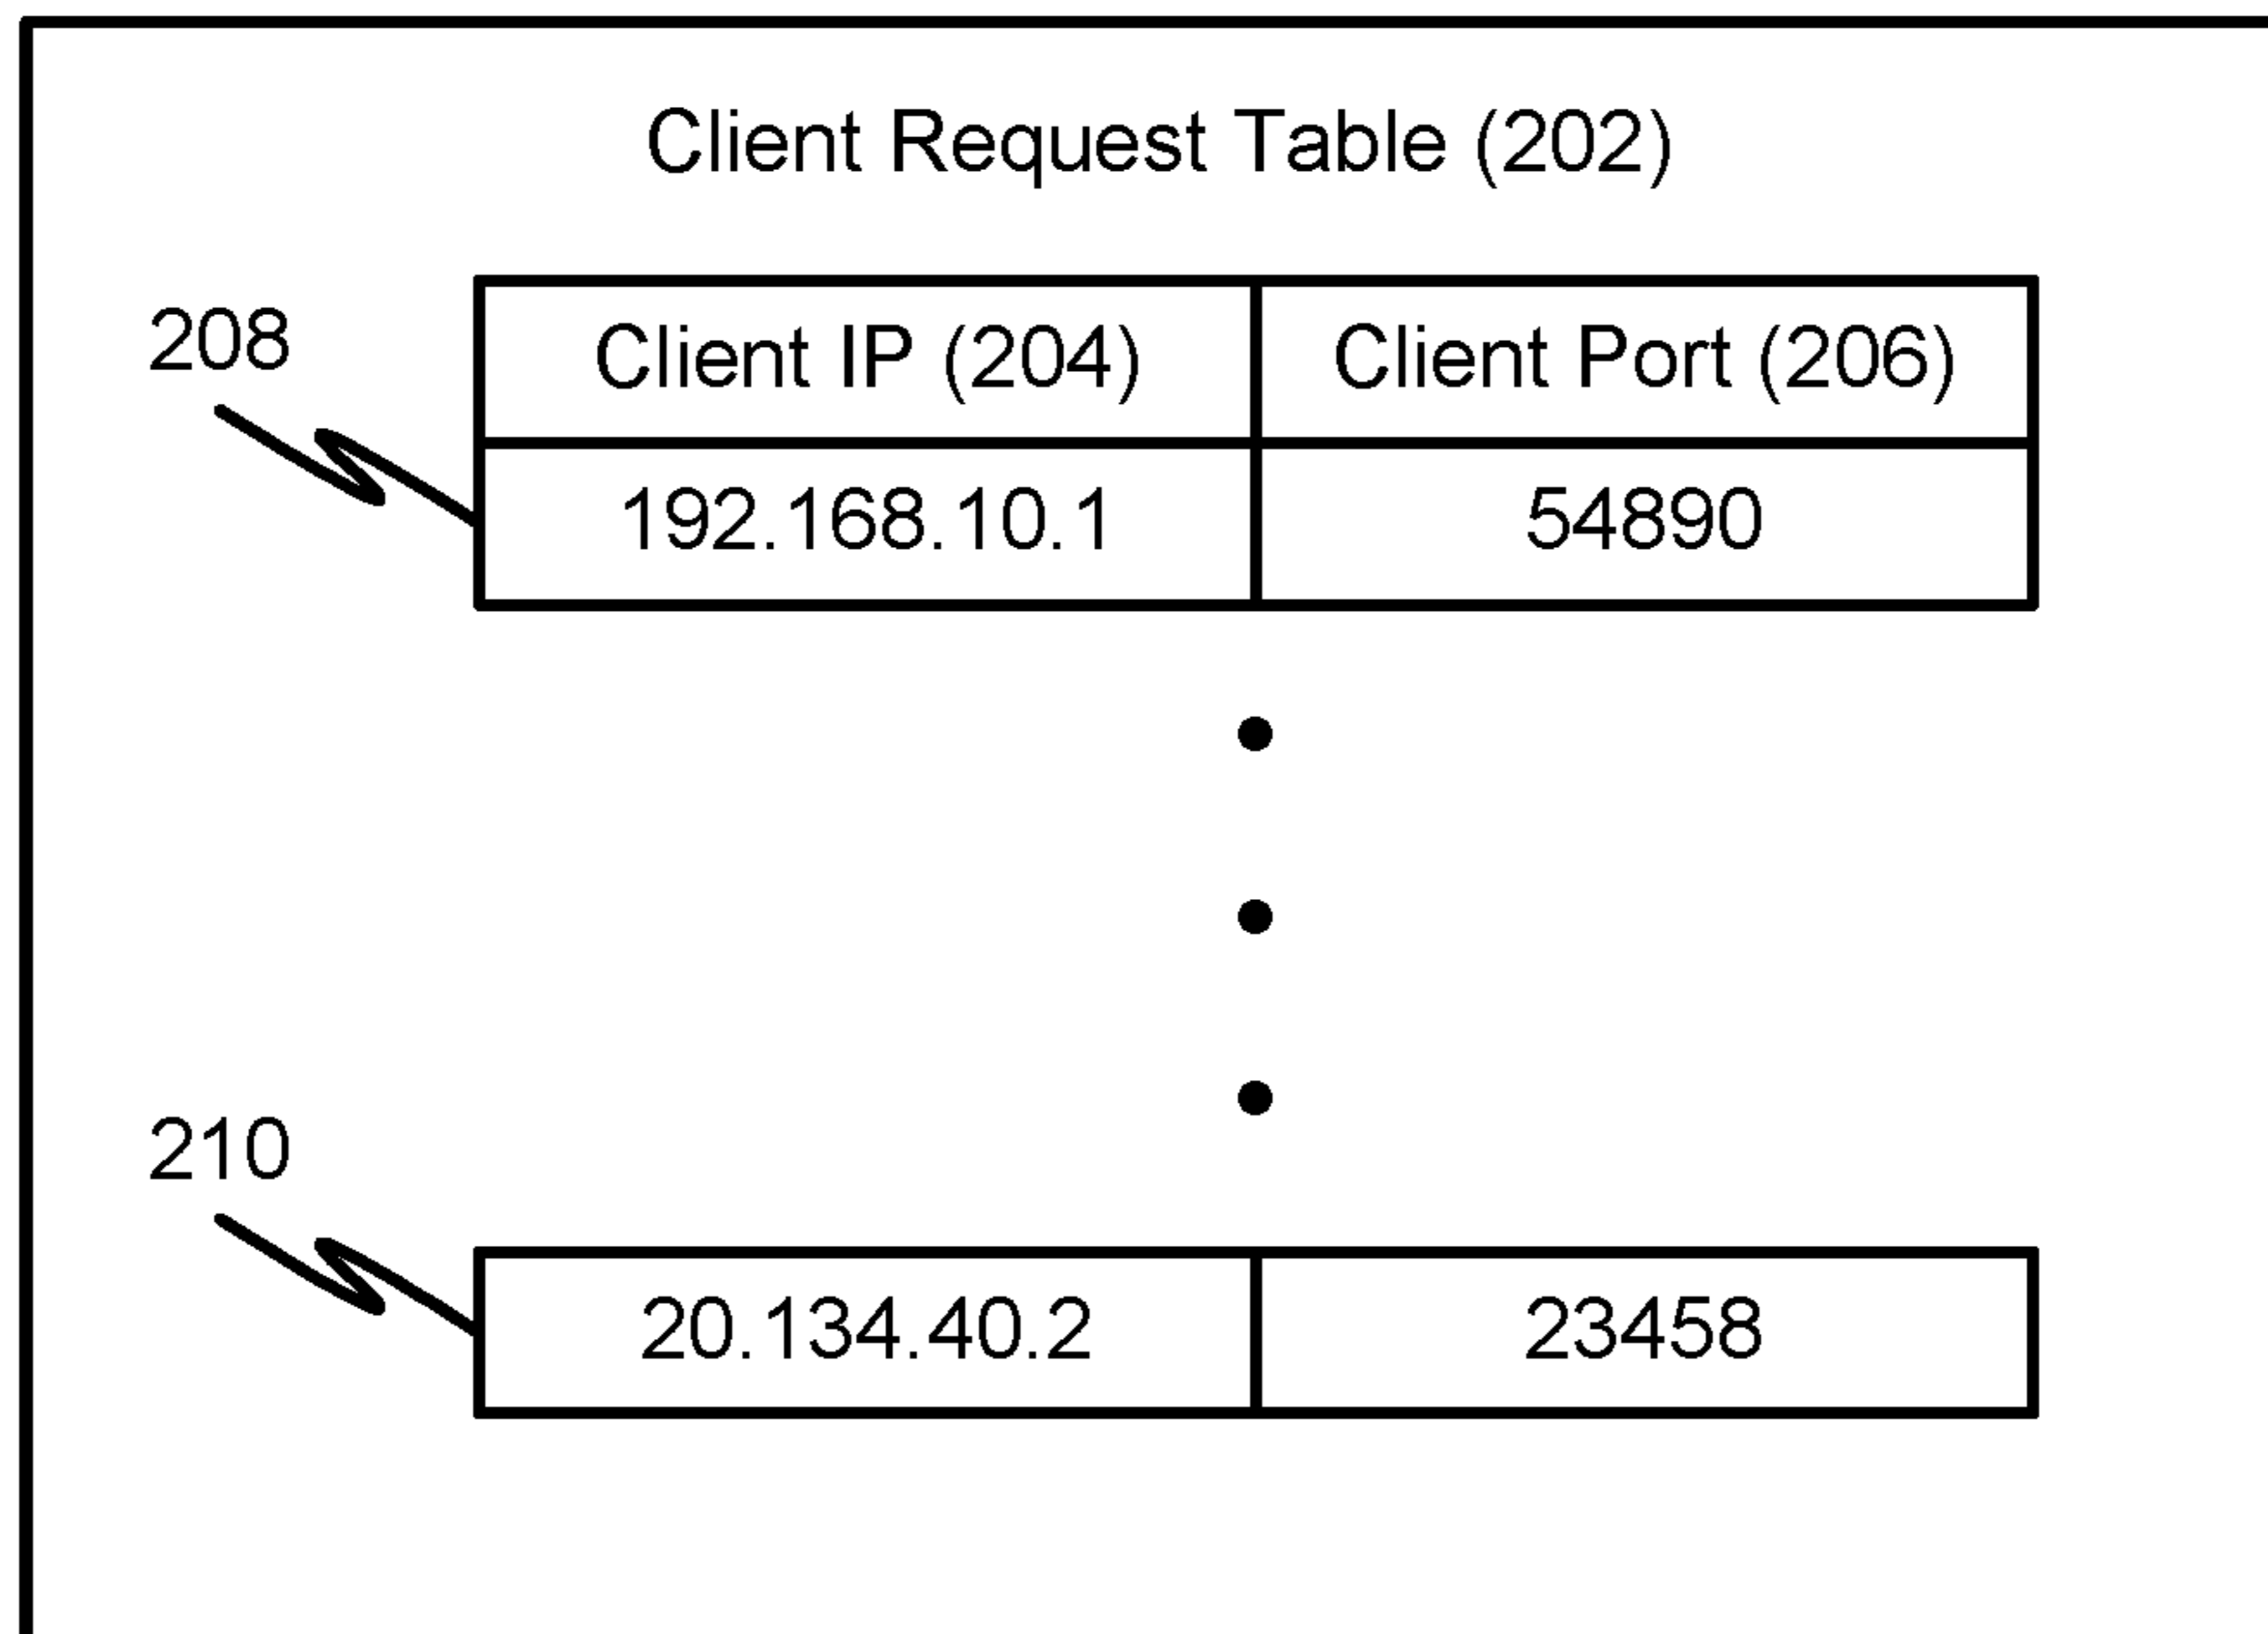 Client Request Table (202)
208
Client IP (204) Client Port (206)
192.168.10.1 54890
210
20.134.40.2 23458